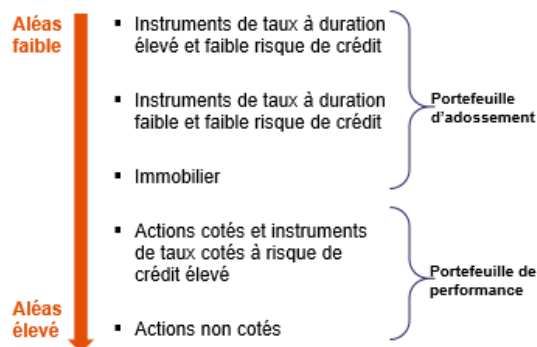 Aléas
faible
▪ Instruments de taux à duration
élevé et faible risque de crédit
▪ Instruments de taux à duration
faible et faible risque de crédit
▪ Immobilier
Portefeuille
d'adossement
▪ Actions cotés et instruments
de taux cotés à risque de
crédit élevé
▪ Actions non cotés
Portefeuille de
performance
Aléas
élevé